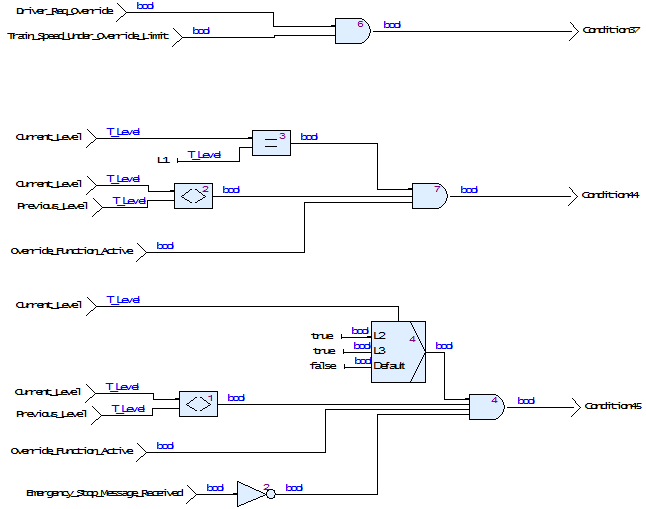 Driver_Req_Override bool
Train_Speed_Under_Override_Limit bool
6 bool Condition37
Current_Level T_Level
L1 T_Level
= 3 bool
Current_Level T_Level
Previous_Level T_Level
<> 2 bool
7 bool Condition44
Override_Function_Active bool
Current_Level T_Level
true bool L2
true bool L3
false bool Default
4 bool
Current_Level T_Level
Previous_Level T_Level
<> 1 bool
4 bool Condition45
Override_Function_Active bool
Emergency_Stop_Message_Received bool 2 bool